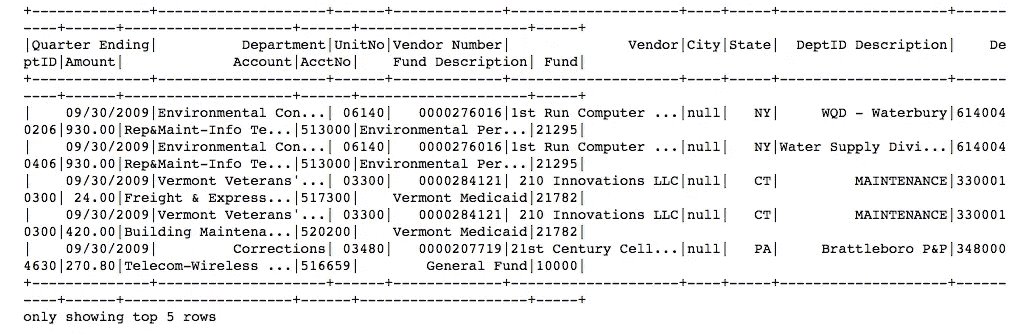 +--------------+--------------------+------+-------------+--------------------+----+-----+--------------------+------
----+------+--------------------+------+--------------------+-----+
|Quarter Ending|          Department|UnitNo|Vendor Number|              Vendor|City|State|  DeptID Description|    De
ptID|Amount|             Account|AcctNo|    Fund Description| Fund|
+--------------+--------------------+------+-------------+--------------------+----+-----+--------------------+------
----+------+--------------------+------+--------------------+-----+
|    09/30/2009|Environmental Con...| 06140|   0000276016|1st Run Computer ...|null|   NY|    WQD - Waterbury|614004
0206|930.00|Rep&Maint-Info Te...|513000|Environmental Per...|21295|
|    09/30/2009|Environmental Con...| 06140|   0000276016|1st Run Computer ...|null|   NY|Water Supply Divi...|614004
0406|930.00|Rep&Maint-Info Te...|513000|Environmental Per...|21295|
|    09/30/2009|Vermont Veterans'...| 03300|   0000284121| 210 Innovations LLC|null|   CT|         MAINTENANCE|330001
0300| 24.00|Freight & Express...|517300|    Vermont Medicaid|21782|
|    09/30/2009|Vermont Veterans'...| 03300|   0000284121| 210 Innovations LLC|null|   CT|         MAINTENANCE|330001
0300|420.00|Building Maintena...|520200|    Vermont Medicaid|21782|
|    09/30/2009|         Corrections| 03480|   0000207719|21st Century Cell...|null|   PA|     Brattleboro P&P|348000
4630|270.80|Telecom-Wireless ...|516659|        General Fund|10000|
+--------------+--------------------+------+-------------+--------------------+----+-----+--------------------+------
----+------+--------------------+------+--------------------+-----+
only showing top 5 rows